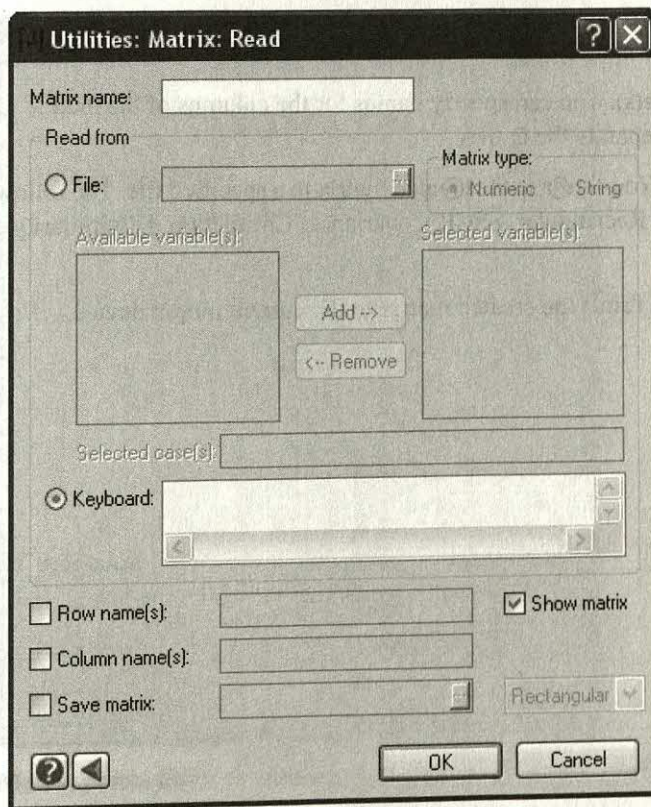 Utilities: Matrix: Read
Matrix name:
Read from
File:
Matrix type:
Numeric String
Available variable(s):
Selected variable(s):
Add -->
<-- Remove
Selected case(s):
Keyboard:
Row name(s):
Show matrix
Column name(s):
Save matrix:
Rectangular
OK Cancel